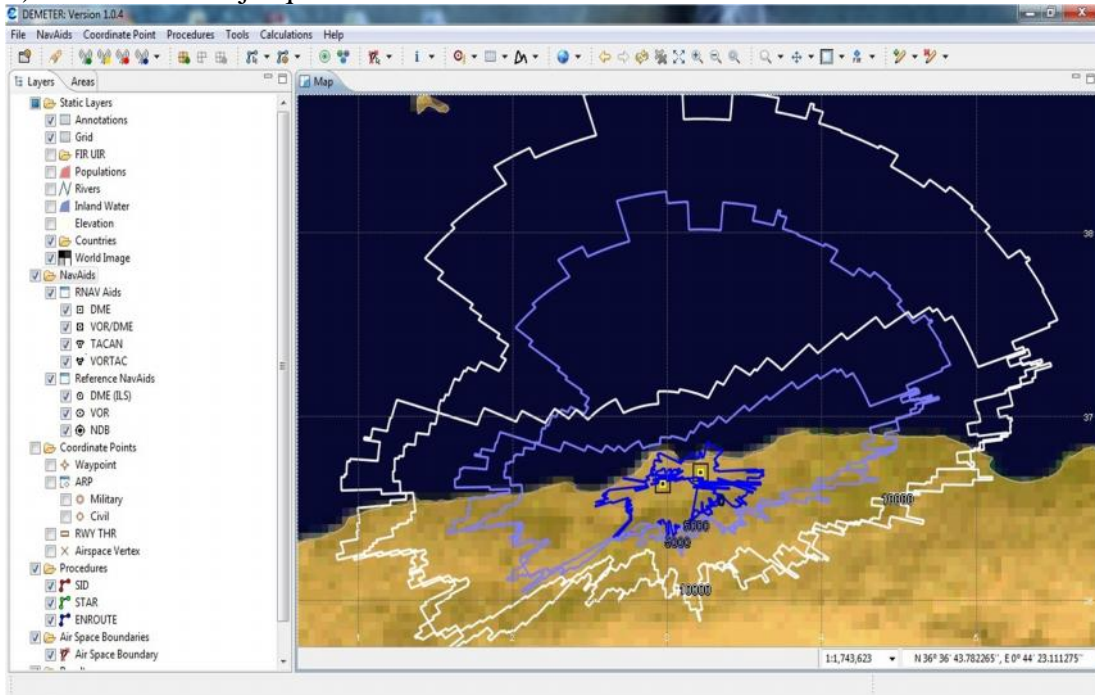 DEMETER: Version 1.0.4
File NavAids Coordinate Point Procedures Tools Calculations Help
Layers Areas
Map
Static Layers
Annotations
Grid
FIR UIR
Populations
Rivers
Inland Water
Elevation
Countries
World Image
NavAids
RNAV Aids
DME
VOR/DME
TACAN
VORTAC
Reference NavAids
DME (ILS)
VOR
NDB
Coordinate Points
Waypoint
ARP
Military
Civil
RWY THR
Airspace Vertex
Procedures
SID
STAR
ENROUTE
Air Space Boundaries
Air Space Boundary
38
37
10000
5000
10000
1:1,743,623
N 36° 36' 43.782265'', E 0° 44' 23.111275''